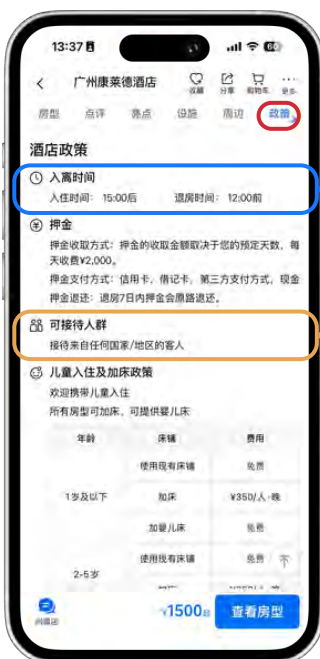 13:37
60
广州康莱德酒店
收藏
分享
购物车
更多
房型
点评
亮点
设施
周边
政策
酒店政策
入离时间
入住时间: 15:00后 退房时间: 12:00前
押金
押金收取方式: 押金的收取金额取决于您的预定天数, 每
天收费¥2,000。
押金支付方式: 信用卡, 借记卡, 第三方支付方式, 现金
押金退还: 退房7日内押金会原路退还。
可接待人群
接待来自任何国家/地区的客人
儿童入住及加床政策
欢迎携带儿童入住
所有房型可加床, 可提供婴儿床
年龄 床铺 费用
使用现有床铺 免费
1岁及以下 加床 ¥350/人·晚
加婴儿床 免费
使用现有床铺 免费
2-5岁
问酒店
¥1500起
查看房型